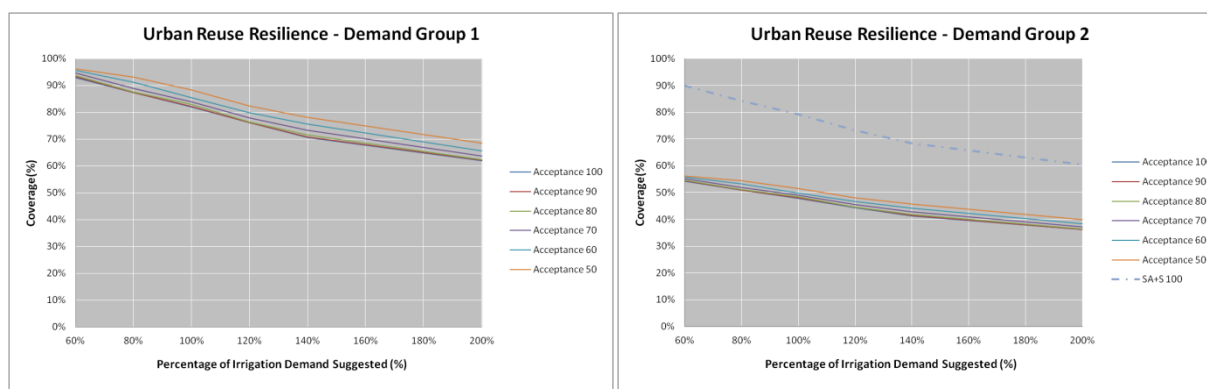 Urban Reuse Resilience - Demand Group 1
100%
90%
80%
70%
60%
50%
40%
30%
20%
10%
0%
Coverage(%)
60%
80%
100%
120%
140%
160%
180%
200%
Percentage of Irrigation Demand Suggested (%)
Acceptance 100
Acceptance 90
Acceptance 80
Acceptance 70
Acceptance 60
Acceptance 50
Urban Reuse Resilience - Demand Group 2
100%
90%
80%
70%
60%
50%
40%
30%
20%
10%
0%
Coverage(%)
60%
80%
100%
120%
140%
160%
180%
200%
Percentage of Irrigation Demand Suggested (%)
Acceptance 100
Acceptance 90
Acceptance 80
Acceptance 70
Acceptance 60
Acceptance 50
SA+S 100